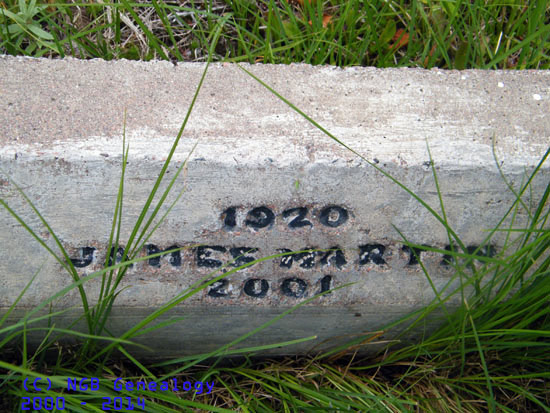 1920
JAMES MARTIN
2001
(C) NGB Genealogy
2000 - 2014